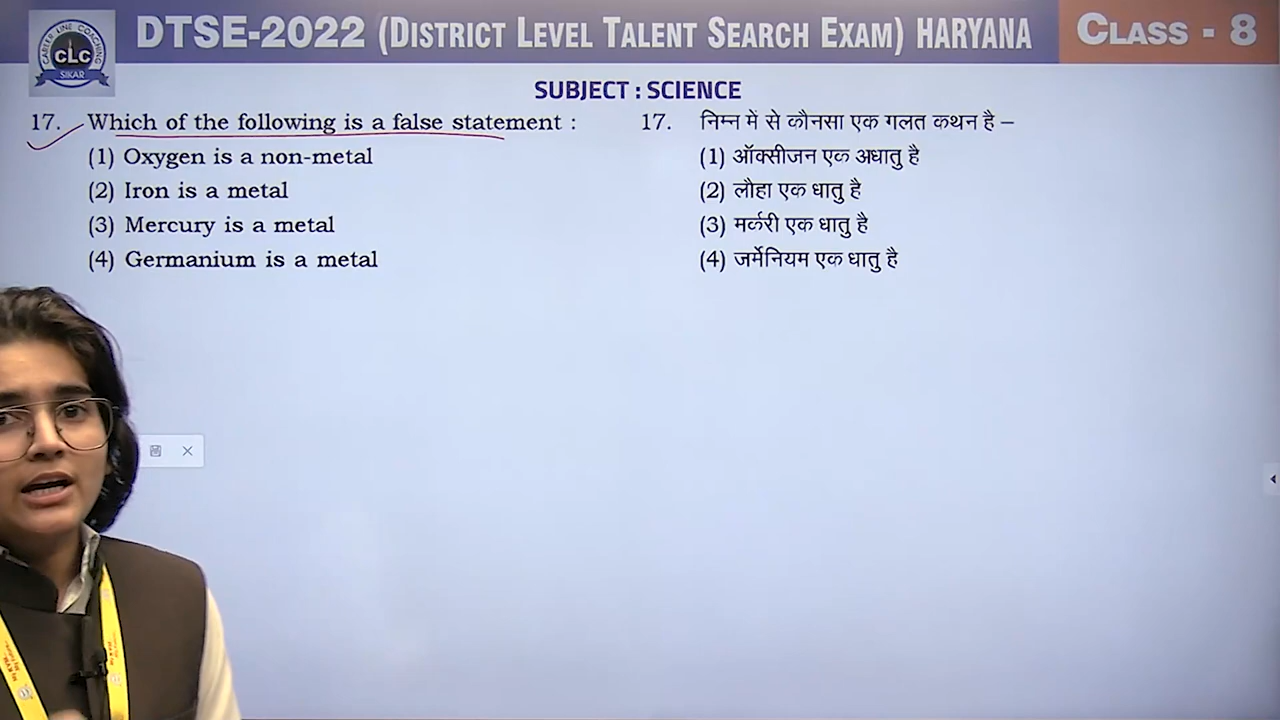 CAREER LINE COACHING
CLC
SIKAR
DTSE-2022 (DISTRICT LEVEL TALENT SEARCH EXAM) HARYANA
CLASS - 8
SUBJECT : SCIENCE
17. Which of the following is a false statement :
(1) Oxygen is a non-metal
(2) Iron is a metal
(3) Mercury is a metal
(4) Germanium is a metal
17. निम्न में से कौनसा एक गलत कथन है –
(1) ऑक्सीजन एक अधातु है
(2) लौहा एक धातु है
(3) मर्करी एक धातु है
(4) जर्मेनियम एक धातु है